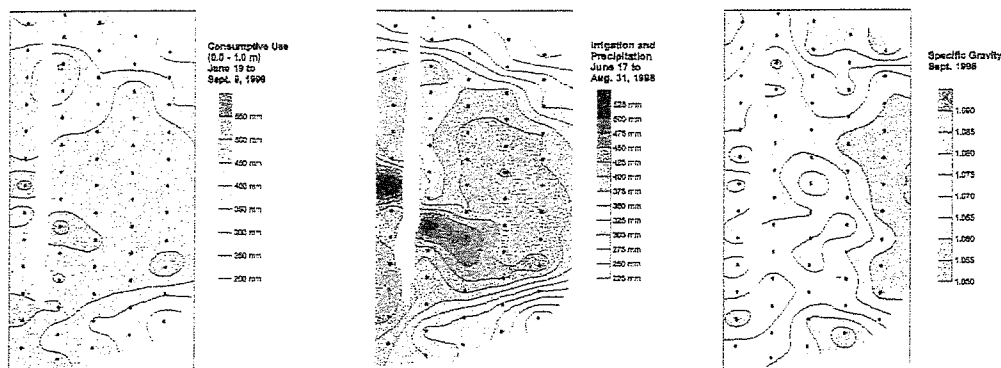 Consumptive Use
(0.0 - 1.0 m)
June 19 to
Sept. 9, 1998
550 mm
500 mm
450 mm
400 mm
350 mm
300 mm
250 mm
200 mm
Irrigation and
Precipitation
June 17 to
Aug. 31, 1998
525 mm
500 mm
475 mm
450 mm
425 mm
400 mm
375 mm
350 mm
325 mm
300 mm
275 mm
250 mm
225 mm
Specific Gravity
Sept. 1998
1.090
1.085
1.080
1.075
1.070
1.065
1.060
1.055
1.050